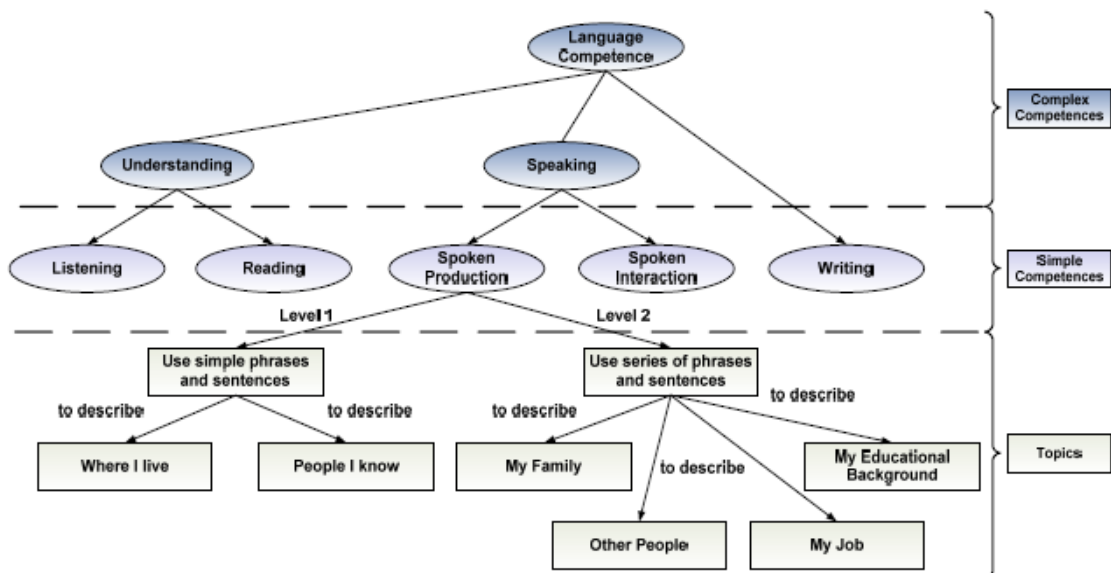 Language
Competence
Complex
Competences
Understanding
Speaking
Listening
Reading
Spoken
Production
Spoken
Interaction
Writing
Simple
Competences
Level 1
Level 2
Use simple phrases
and sentences
Use series of phrases
and sentences
to describe
to describe
to describe
to describe
Where I live
People I know
My Family
to describe
My Educational
Background
Topics
Other People
My Job